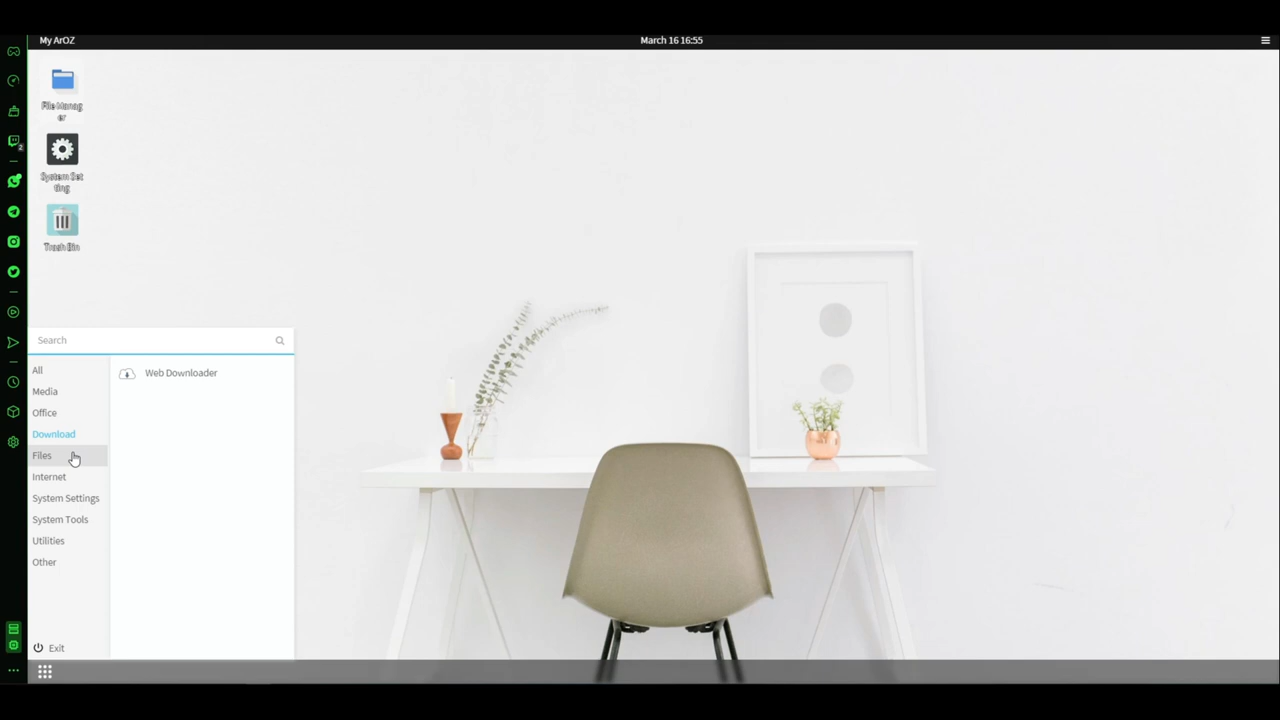 My ArOZ
March 16 16:55
File Manag
er
System Set
ting
Trash Bin
2
Search
All
Media
Office
Download
Files
Internet
System Settings
System Tools
Utilities
Other
Exit
Web Downloader